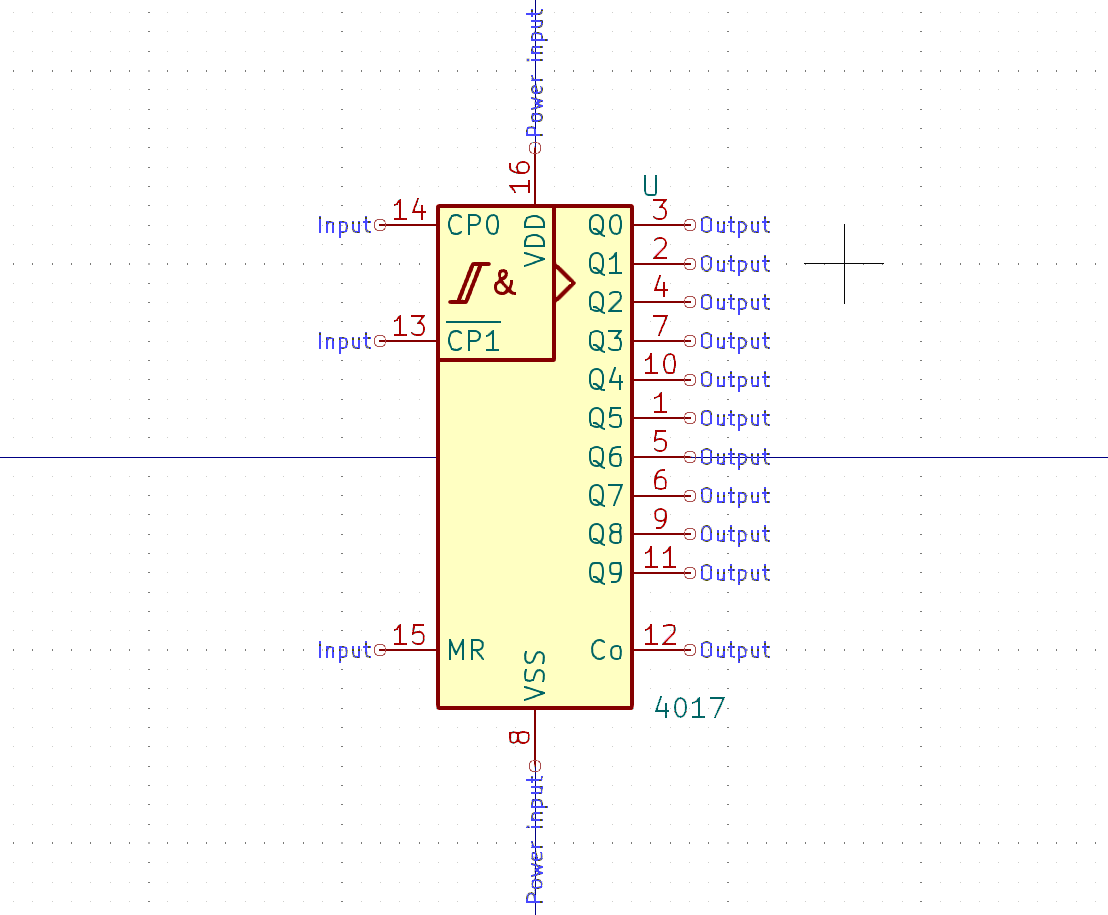 Power input
16
U
Input 14 CP0 VDD Q0 3 Output
Q1 2 Output
&
Q2 4 Output
Input 13 CP1 Q3 7 Output
Q4 10 Output
Q5 1 Output
Q6 5 Output
Q7 6 Output
Q8 9 Output
Q9 11 Output
Input 15 MR VSS Co 12 Output
4017
8
Power input